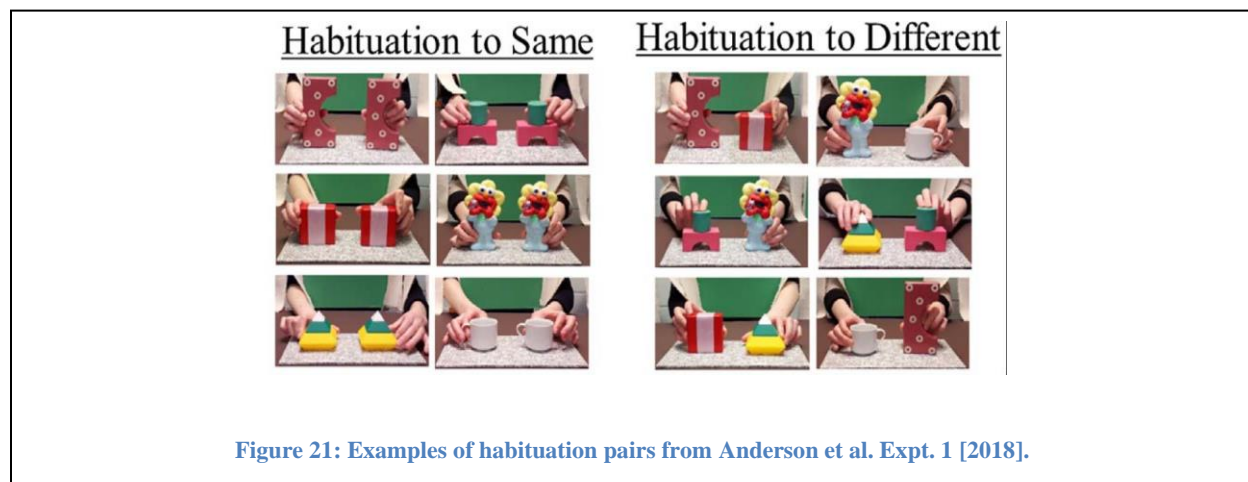 Habituation to Same
Habituation to Different
Figure 21: Examples of habituation pairs from Anderson et al. Expt. 1 [2018].